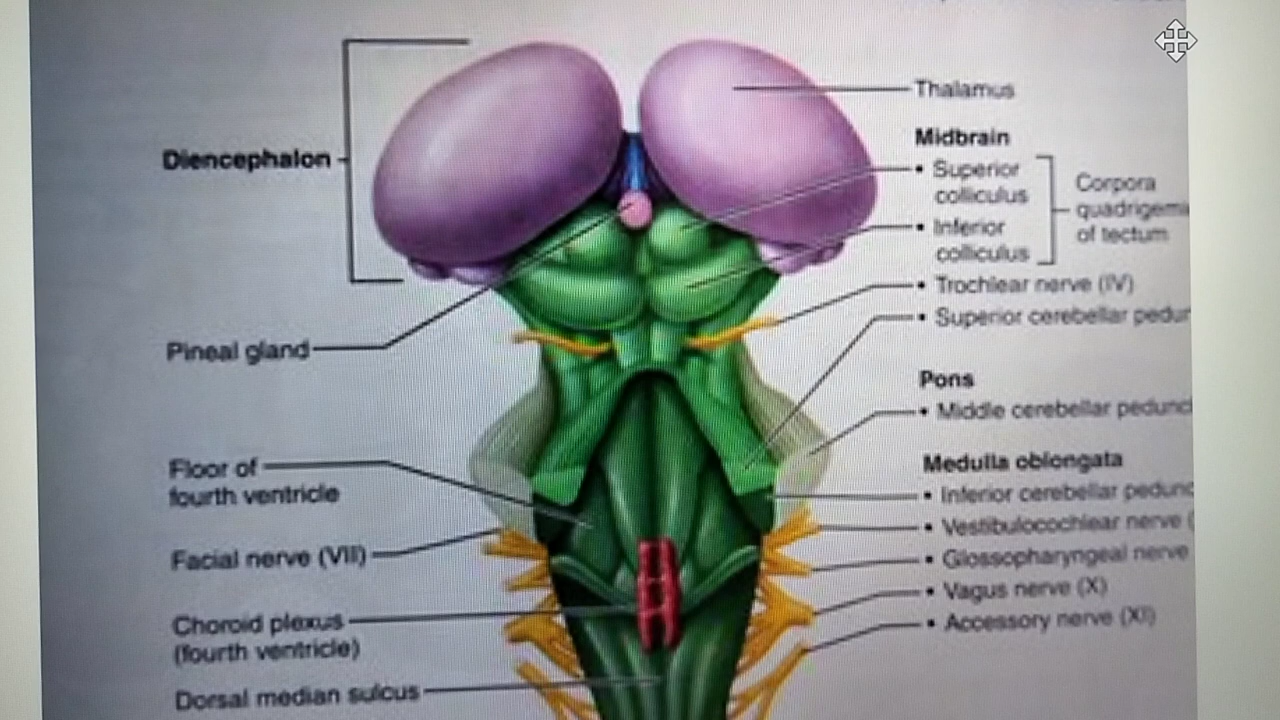 Diencephalon
Pineal gland
Floor of
fourth ventricle
Facial nerve (VII)
Choroid plexus
(fourth ventricle)
Dorsal median sulcus
Thalamus
Midbrain
• Superior
colliculus
• Inferior
colliculus
Corpora
quadrigemi
of tectum
• Trochlear nerve (IV)
• Superior cerebellar pedun
Pons
• Middle cerebellar pedunc
Medulla oblongata
• Inferior cerebellar pedunc
• Vestibulocochlear nerve (
• Glossopharyngeal nerve
• Vagus nerve (X)
• Accessory nerve (XI)